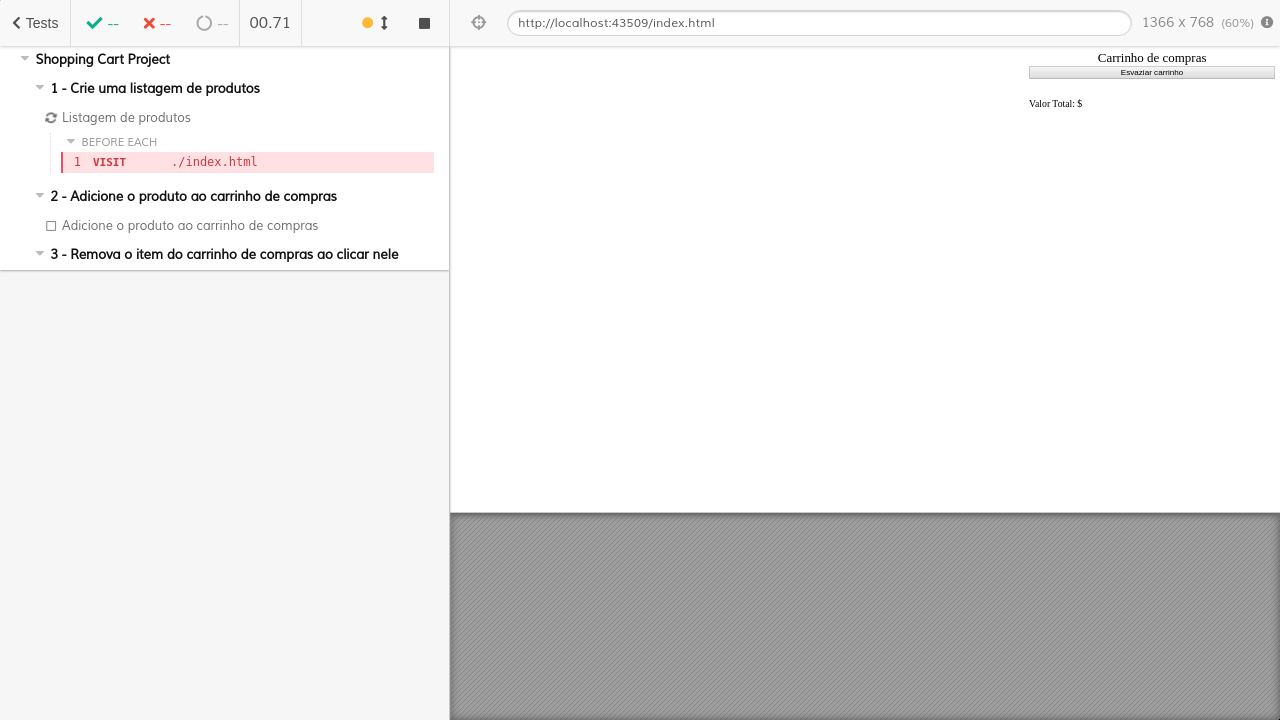 Tests
--
--
--
00.71
http://localhost:43509/index.html
1366 x 768 (60%)
Shopping Cart Project
1 - Crie uma listagem de produtos
Listagem de produtos
BEFORE EACH
1 VISIT ./index.html
2 - Adicione o produto ao carrinho de compras
Adicione o produto ao carrinho de compras
3 - Remova o item do carrinho de compras ao clicar nele
Carrinho de compras
Esvaziar carrinho
Valor Total: $